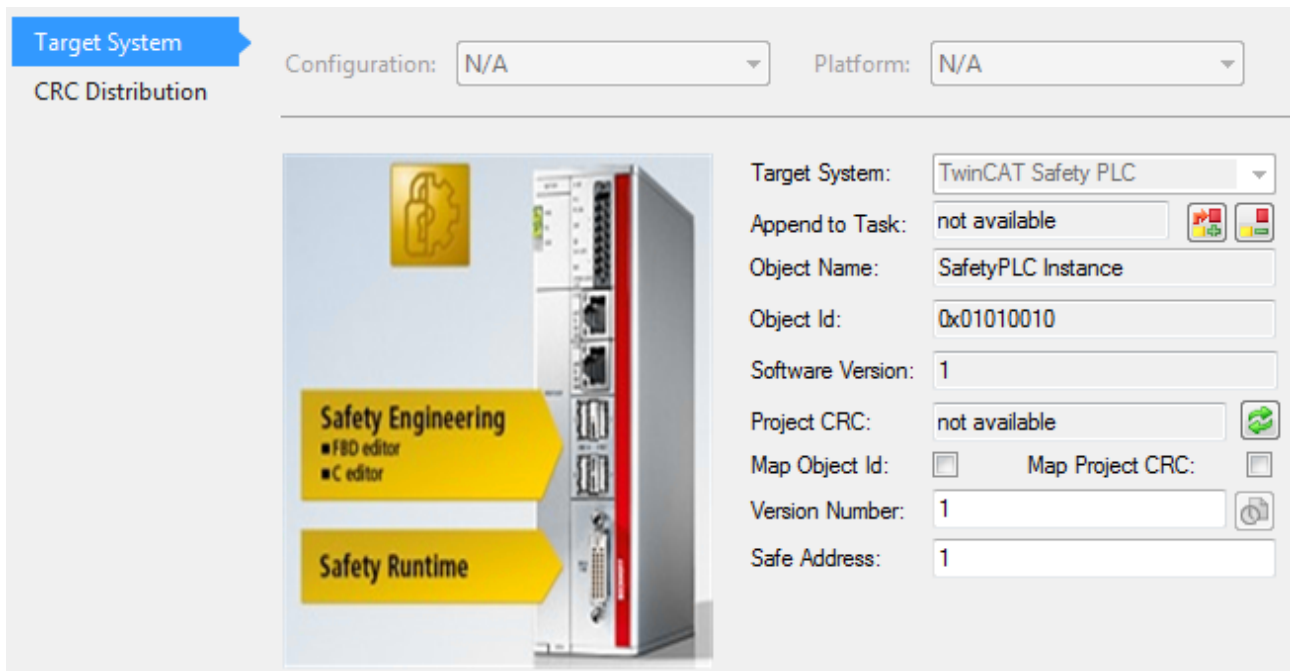 Target System
CRC Distribution
Configuration: N/A Platform: N/A
Target System: TwinCAT Safety PLC
Append to Task: not available
Object Name: SafetyPLC Instance
Object Id: 0x01010010
Software Version: 1
Project CRC: not available
Map Object Id: Map Project CRC:
Version Number: 1
Safe Address: 1
Safety Engineering
■FBD editor
■C editor
Safety Runtime